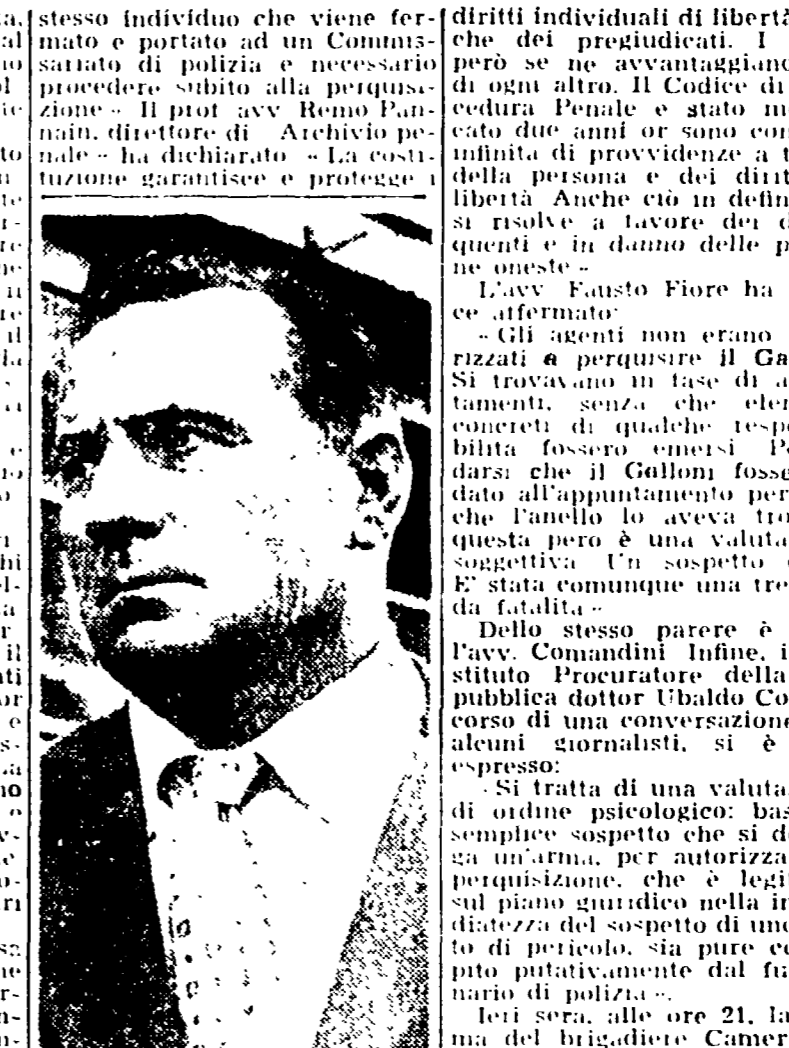 stesso individuo che viene fer-
mato e portato ad un Commis-
sariato di polizia e necessario
procedere subito alla perquisi-
zione» Il prof avv Remo Pan-
nain, direttore di Archivio pe-
nale» ha dichiarato «La costi-
tuzione garantisce e protegge i
diritti individuali di libertà
che dei pregiudicati. I
però se ne avvantaggiano
di ogni altro. Il Codice di
cedura Penale e stato mo
cato due anni or sono con
infinita di provvidenze a t
della persona e dei dirit
libertà Anche ciò in defin
si risolve a favore dei d
quenti e in danno delle p
ne oneste»
L'avv Fausto Fiore ha
ce affermato:
«Gli agenti non erano
rizzati a perquisire il Ga
Si trovavano in fase di a
tamenti, senza che elem
concreti di qualche respo
bilita fossero emersi Po
darsi che il Galloni fosse
dato all'appuntamento per
che l'anello lo aveva tro
questa pero è una valuta
soggettiva Un sospetto
E' stata comunque una tre
da fatalita»
Dello stesso parere è
l'avv. Comandini Infine, i
stituto Procuratore della
pubblica dottor Ubaldo Co
corso di una conversazione
alcuni giornalisti, si è
espresso:
«Si tratta di una valuta
di ordine psicologico: bas
semplice sospetto che si d
ga un'arma, per autorizza
perquisizione, che è legit
sul piano giuridico nella i
diatezza del sospetto di uno
to di pericolo, sia pure co
pito putativamente dal fu
nario di polizia».
Ieri sera, alle ore 21, la
ma del brigadiere Camer